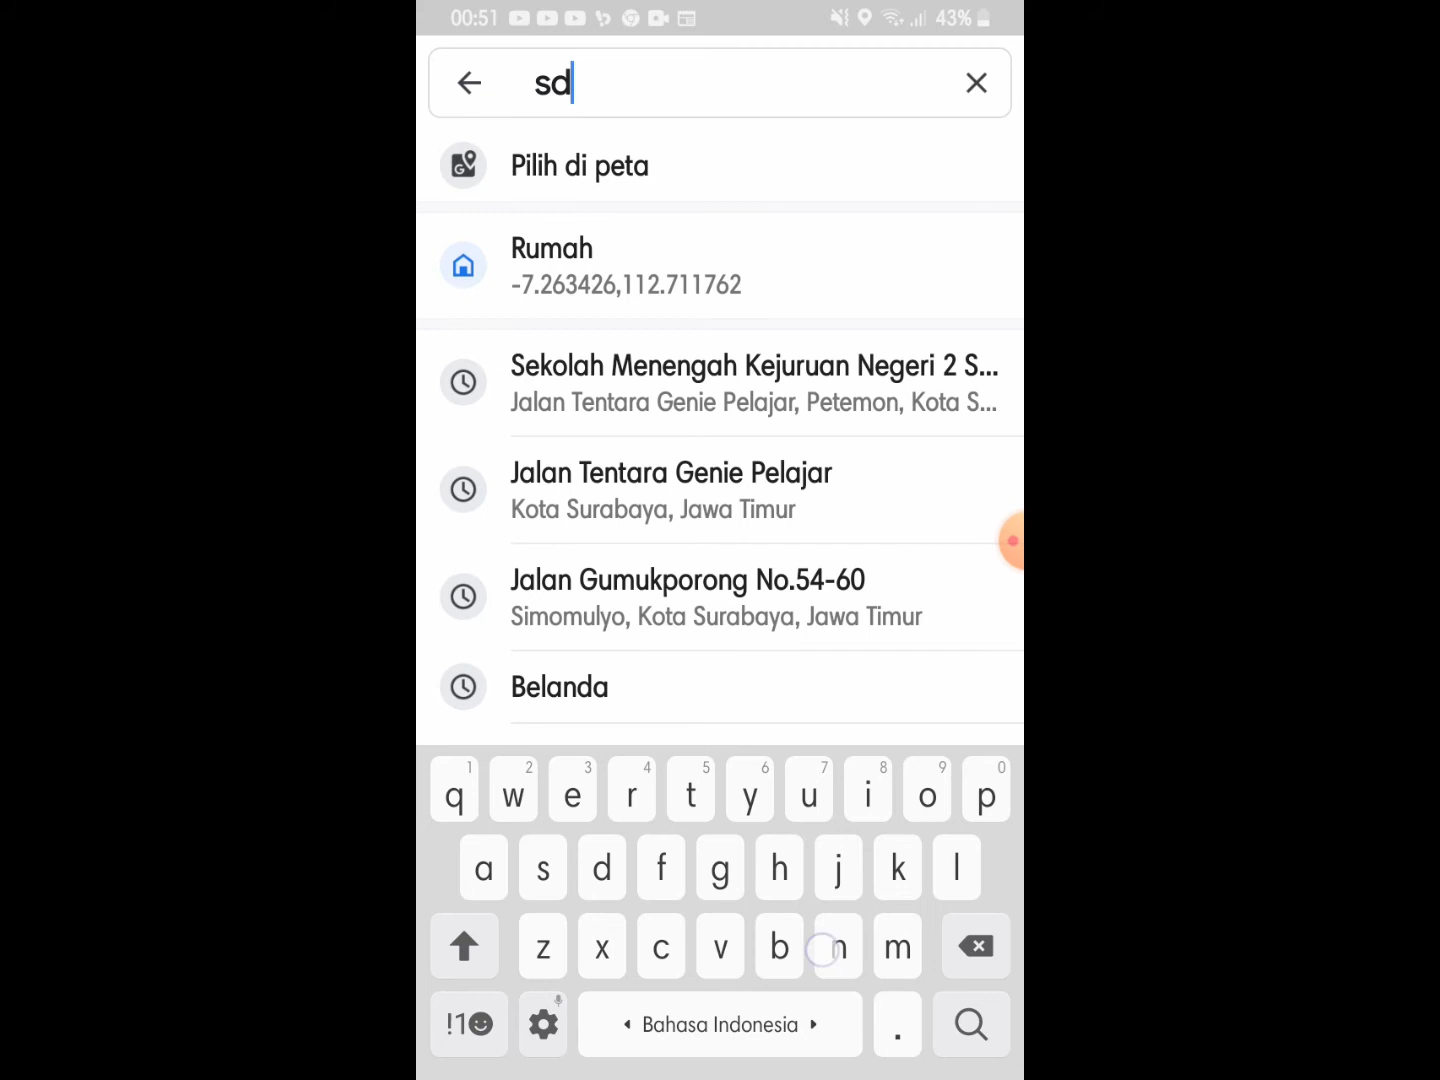 00:51
43%
sd
Pilih di peta
Rumah
-7.263426,112.711762
Sekolah Menengah Kejuruan Negeri 2 S...
Jalan Tentara Genie Pelajar, Petemon, Kota S...
Jalan Tentara Genie Pelajar
Kota Surabaya, Jawa Timur
Jalan Gumukporong No.54-60
Simomulyo, Kota Surabaya, Jawa Timur
Belanda
1 2 3 4 5 6 7 8 9 0
q w e r t y u i o p
a s d f g h j k l
z x c v b n m
!1 Bahasa Indonesia .